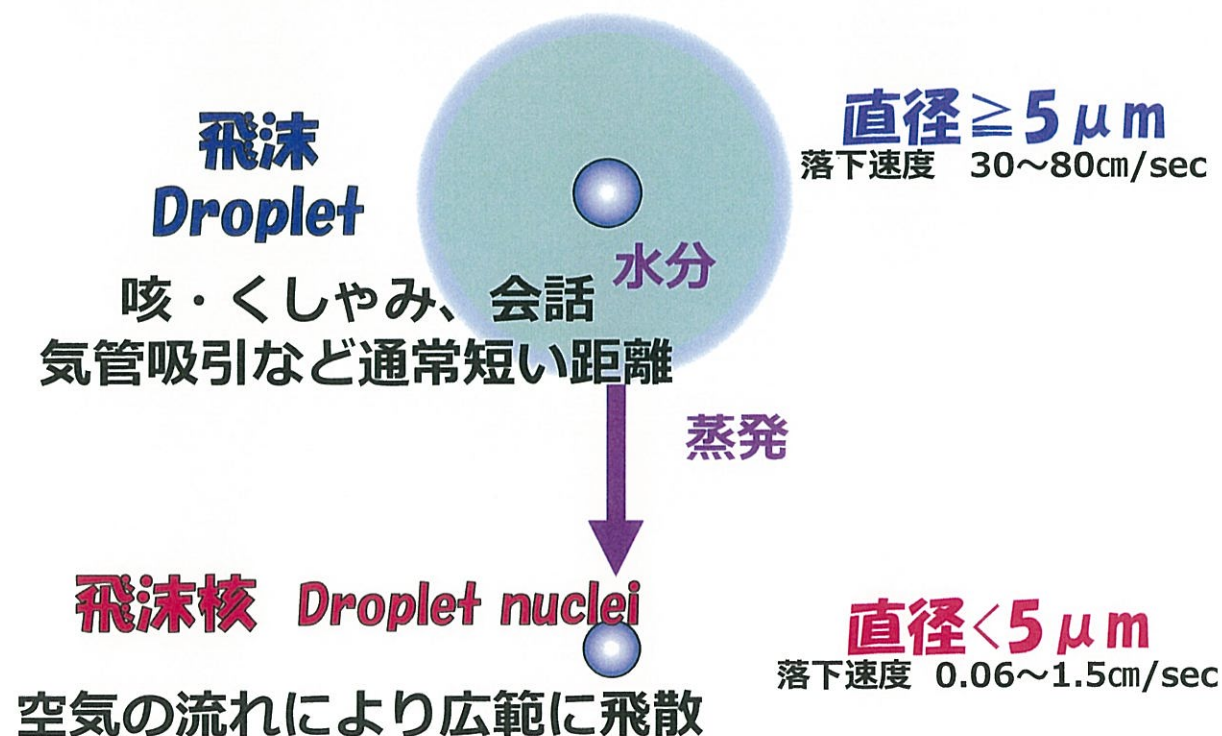 飛沫
Droplet
直径≧5μm
落下速度 30～80㎝/sec
水分
咳・くしゃみ、会話
気管吸引など通常短い距離
蒸発
飛沫核 Droplet nuclei
直径<5μm
落下速度 0.06～1.5㎝/sec
空気の流れにより広範に飛散